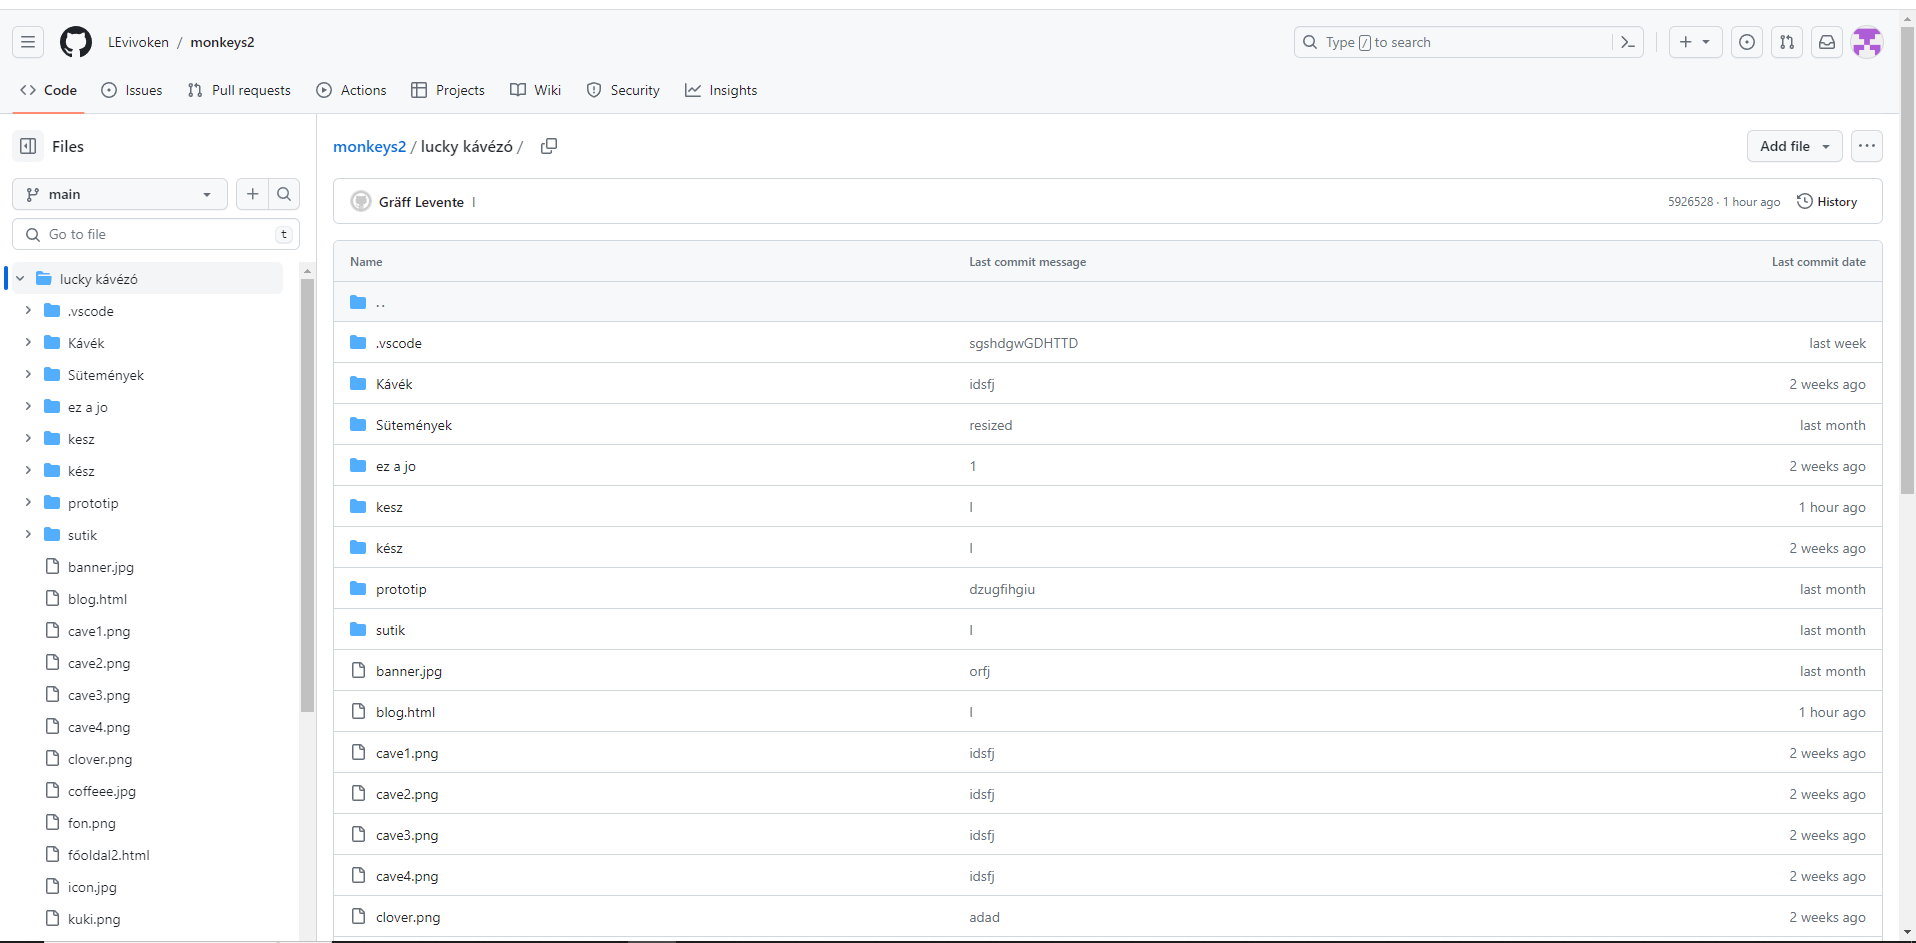 LEvivoken / monkeys2
Type / to search
Code Issues Pull requests Actions Projects Wiki Security Insights
Files
main
Go to file t
lucky kávézó
.vscode
Kávék
Sütemények
ez a jo
kesz
kész
prototip
sutik
banner.jpg
blog.html
cave1.png
cave2.png
cave3.png
cave4.png
clover.png
coffeee.jpg
fon.png
főoldal2.html
icon.jpg
kuki.png
monkeys2 / lucky kávézó /
Add file
Gräff Levente l
5926528 · 1 hour ago History
Name Last commit message Last commit date
..
.vscode sgshdgwGDHTTD last week
Kávék idsfj 2 weeks ago
Sütemények resized last month
ez a jo 1 2 weeks ago
kesz l 1 hour ago
kész l 2 weeks ago
prototip dzugfihgiu last month
sutik l last month
banner.jpg orfj last month
blog.html l 1 hour ago
cave1.png idsfj 2 weeks ago
cave2.png idsfj 2 weeks ago
cave3.png idsfj 2 weeks ago
cave4.png idsfj 2 weeks ago
clover.png adad 2 weeks ago